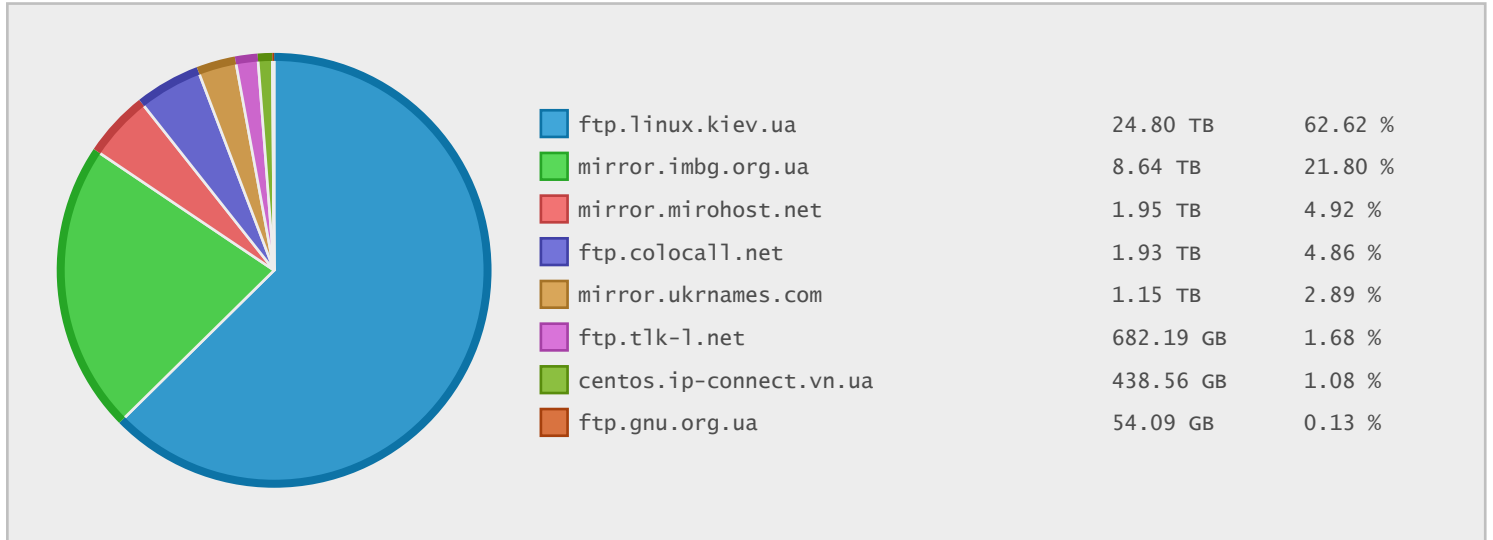 ftp.linux.kiev.ua 24.80 TB 62.62 %
mirror.imbg.org.ua 8.64 TB 21.80 %
mirror.mirohost.net 1.95 TB 4.92 %
ftp.colocall.net 1.93 TB 4.86 %
mirror.ukrnames.com 1.15 TB 2.89 %
ftp.tlk-l.net 682.19 GB 1.68 %
centos.ip-connect.vn.ua 438.56 GB 1.08 %
ftp.gnu.org.ua 54.09 GB 0.13 %